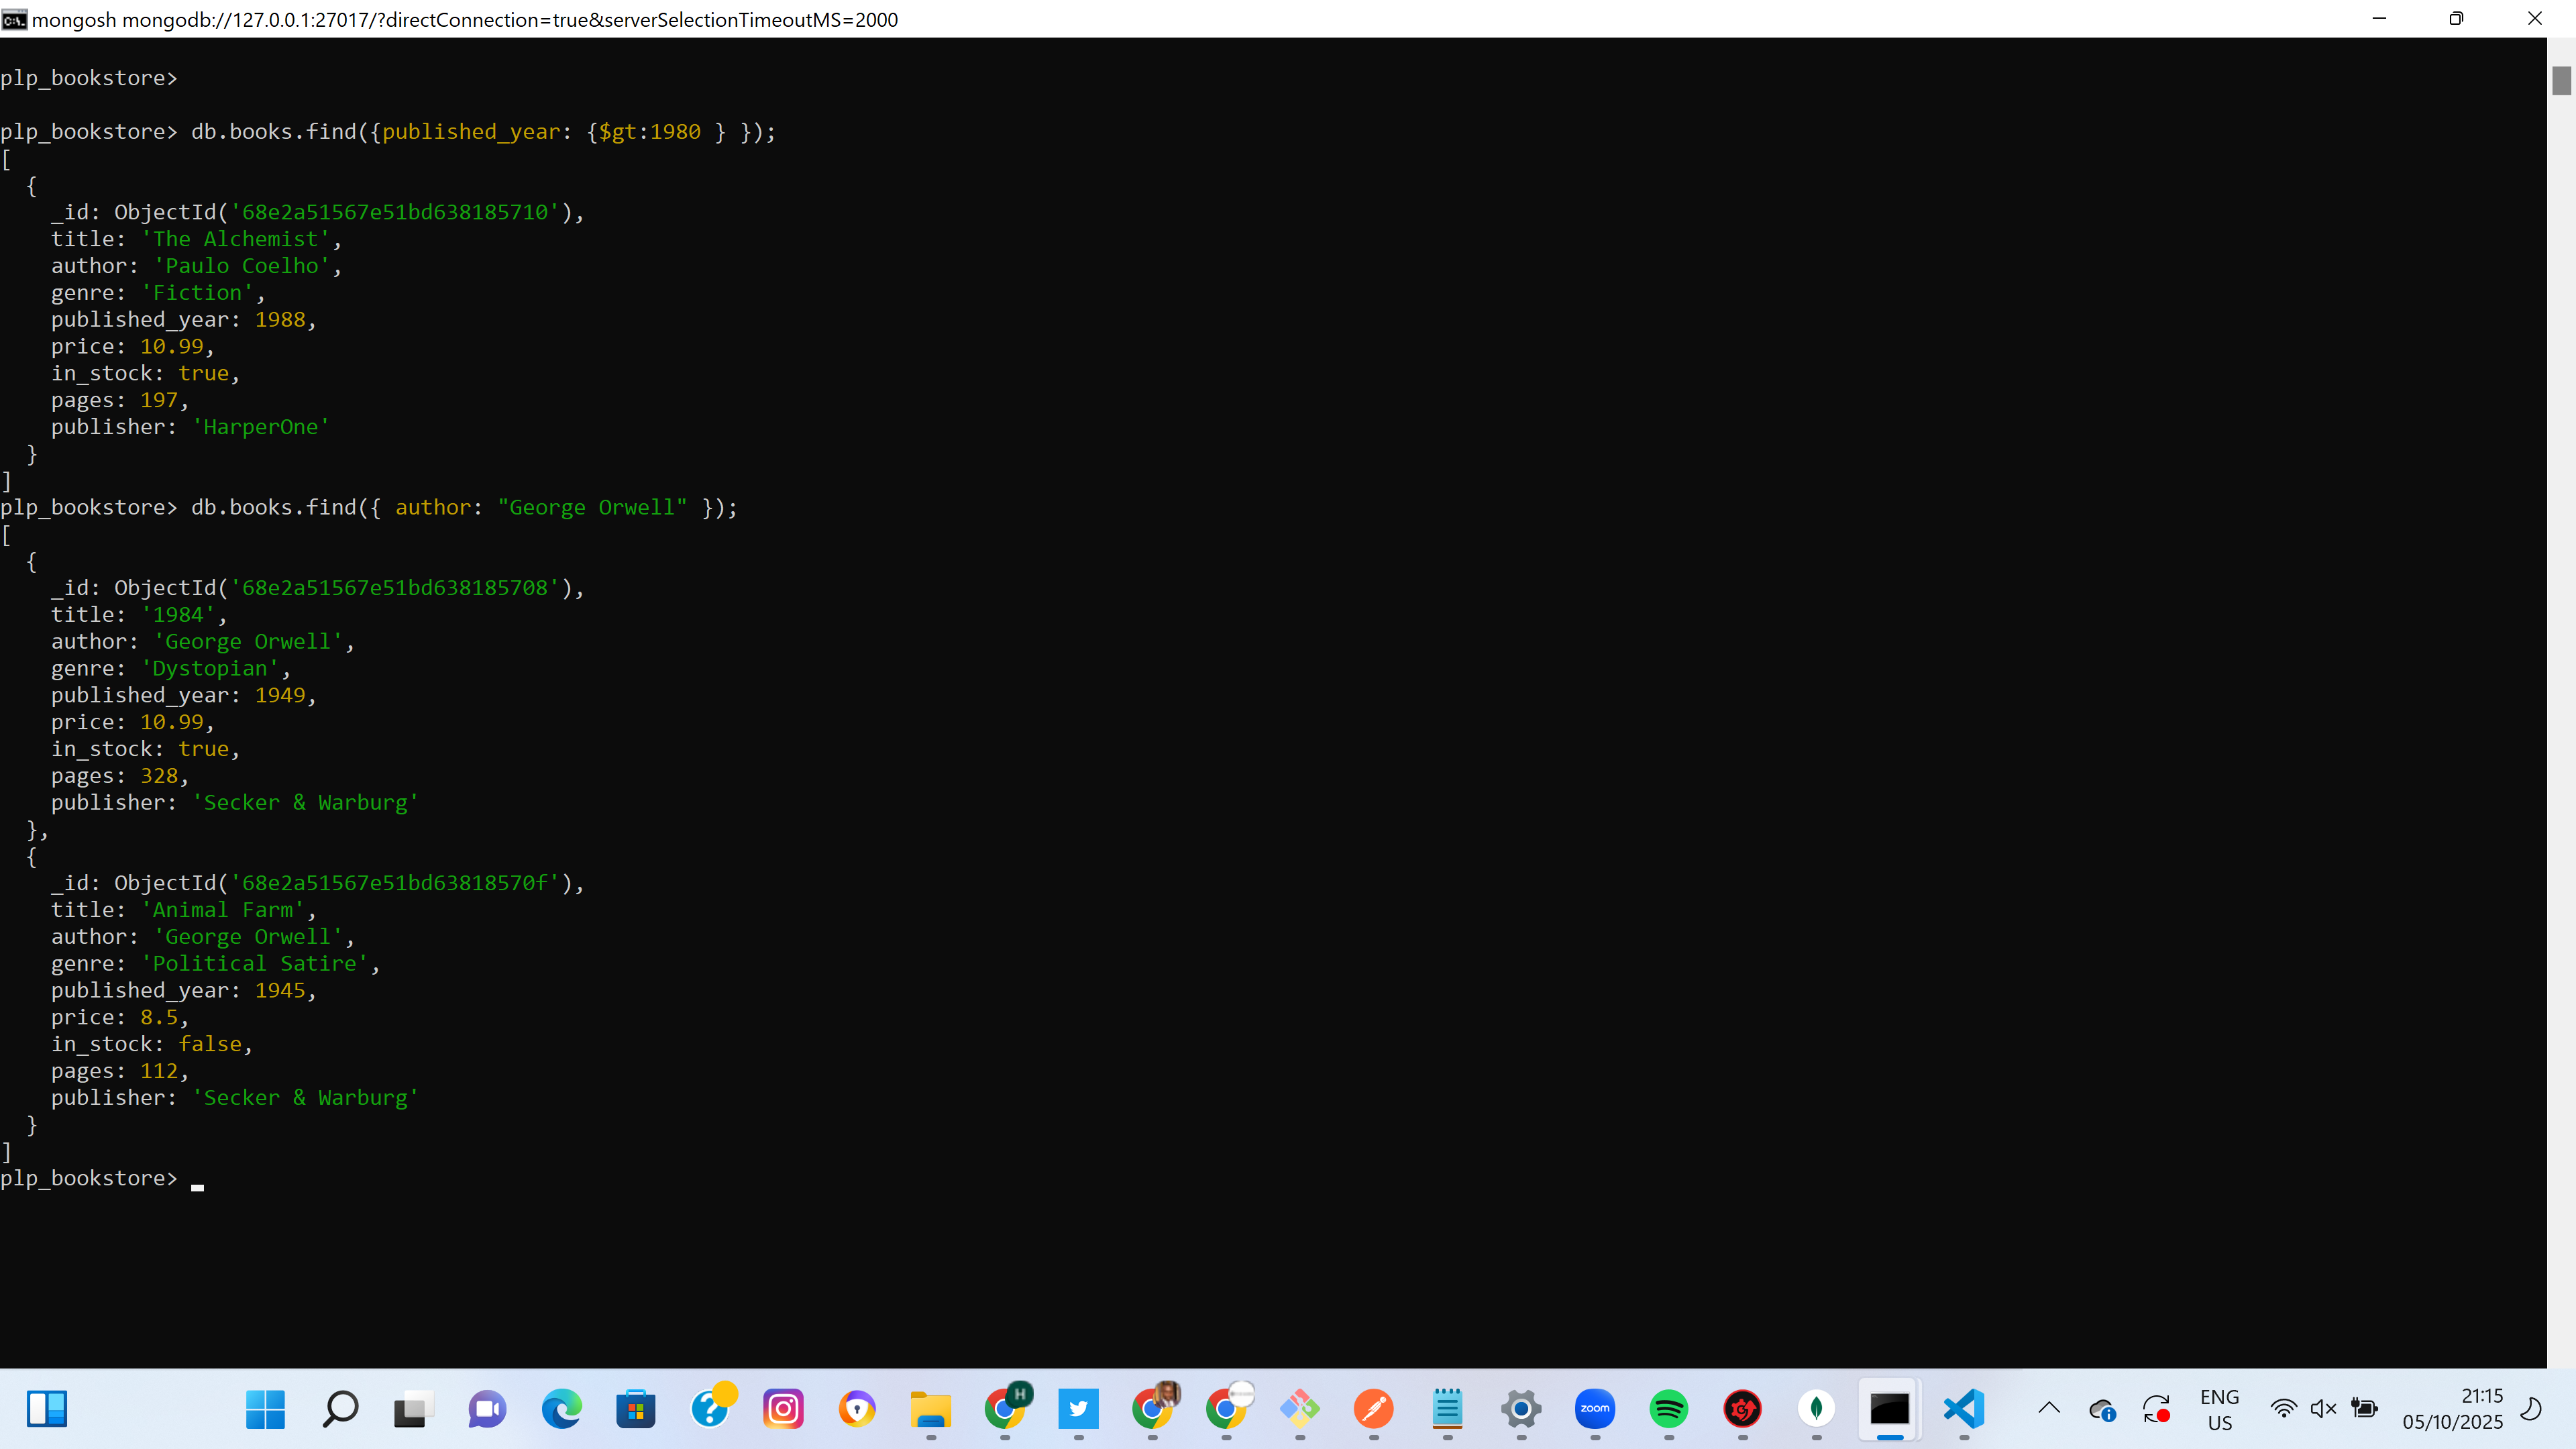 mongosh mongodb://127.0.0.1:27017/?directConnection=true&serverSelectionTimeoutMS=2000
plp_bookstore>
plp_bookstore> db.books.find({published_year: {$gt:1980 } });
[
  {
    _id: ObjectId('68e2a51567e51bd638185710'),
    title: 'The Alchemist',
    author: 'Paulo Coelho',
    genre: 'Fiction',
    published_year: 1988,
    price: 10.99,
    in_stock: true,
    pages: 197,
    publisher: 'HarperOne'
  }
]
plp_bookstore> db.books.find({ author: "George Orwell" });
[
  {
    _id: ObjectId('68e2a51567e51bd638185708'),
    title: '1984',
    author: 'George Orwell',
    genre: 'Dystopian',
    published_year: 1949,
    price: 10.99,
    in_stock: true,
    pages: 328,
    publisher: 'Secker & Warburg'
  },
  {
    _id: ObjectId('68e2a51567e51bd63818570f'),
    title: 'Animal Farm',
    author: 'George Orwell',
    genre: 'Political Satire',
    published_year: 1945,
    price: 8.5,
    in_stock: false,
    pages: 112,
    publisher: 'Secker & Warburg'
  }
]
plp_bookstore>
H
zoom
ENG
US
21:15
05/10/2025